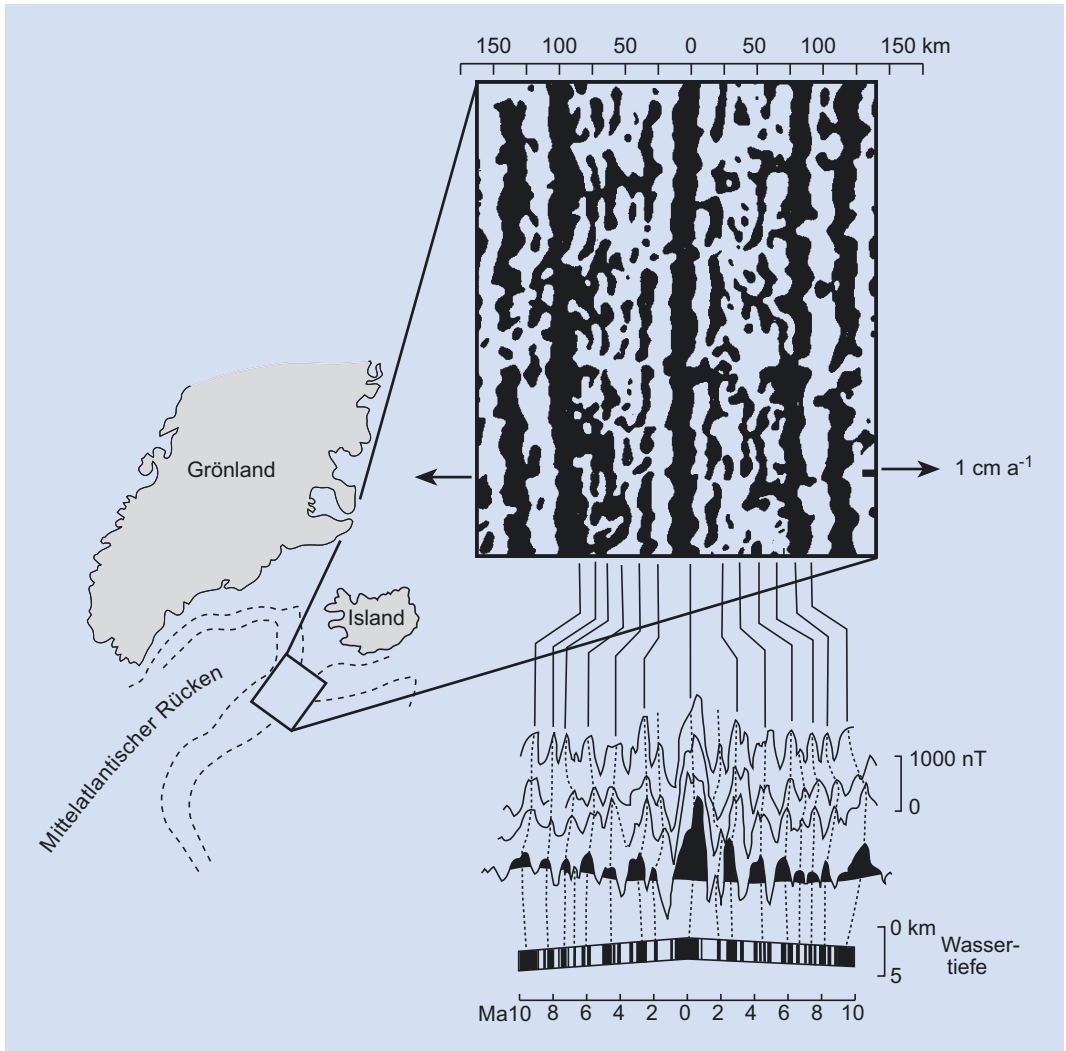 150 100 50 0 50 100 150 km
Grönland
1 cm a⁻¹
Island
Mittelatlantischer Rücken
1000 nT
0
0 km
Wasser-
tiefe
5
Ma10 8 6 4 2 0 2 4 6 8 10